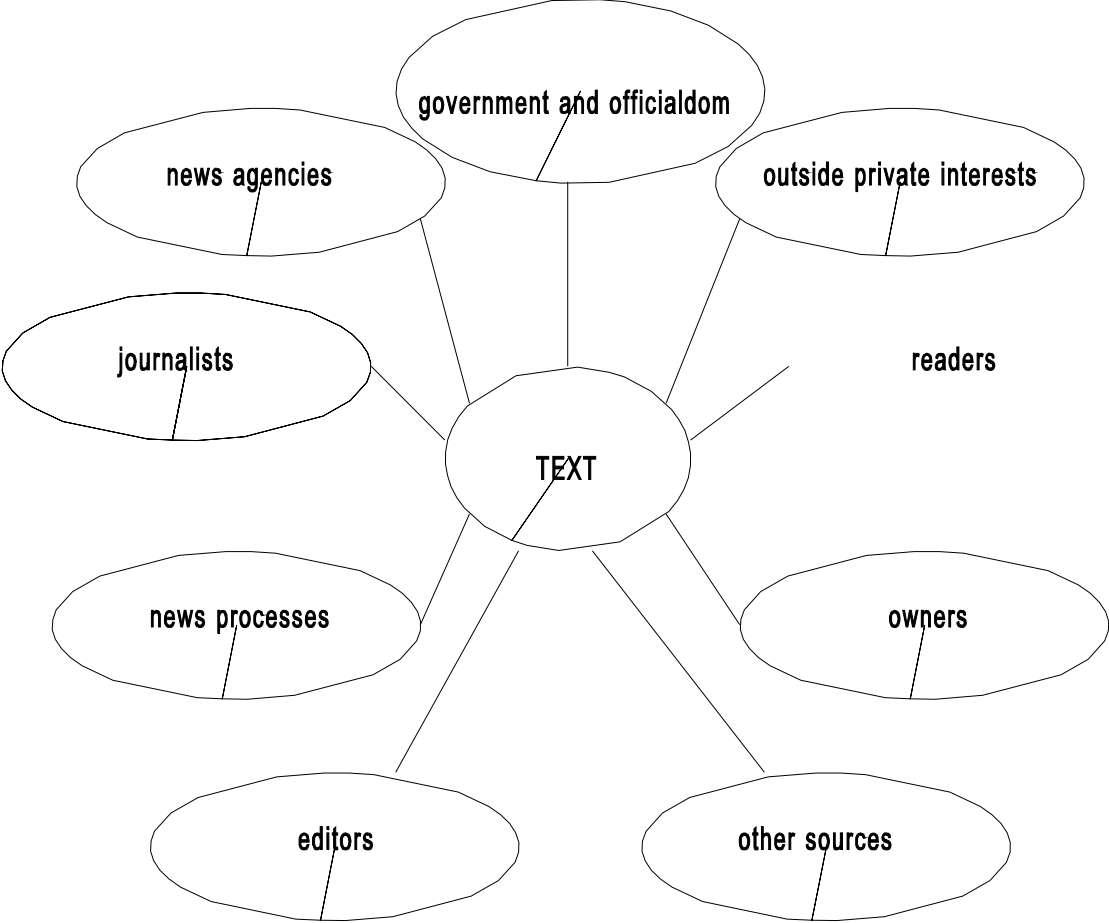 government and officialdom
news agencies
outside private interests
journalists
readers
TEXT
news processes
owners
editors
other sources